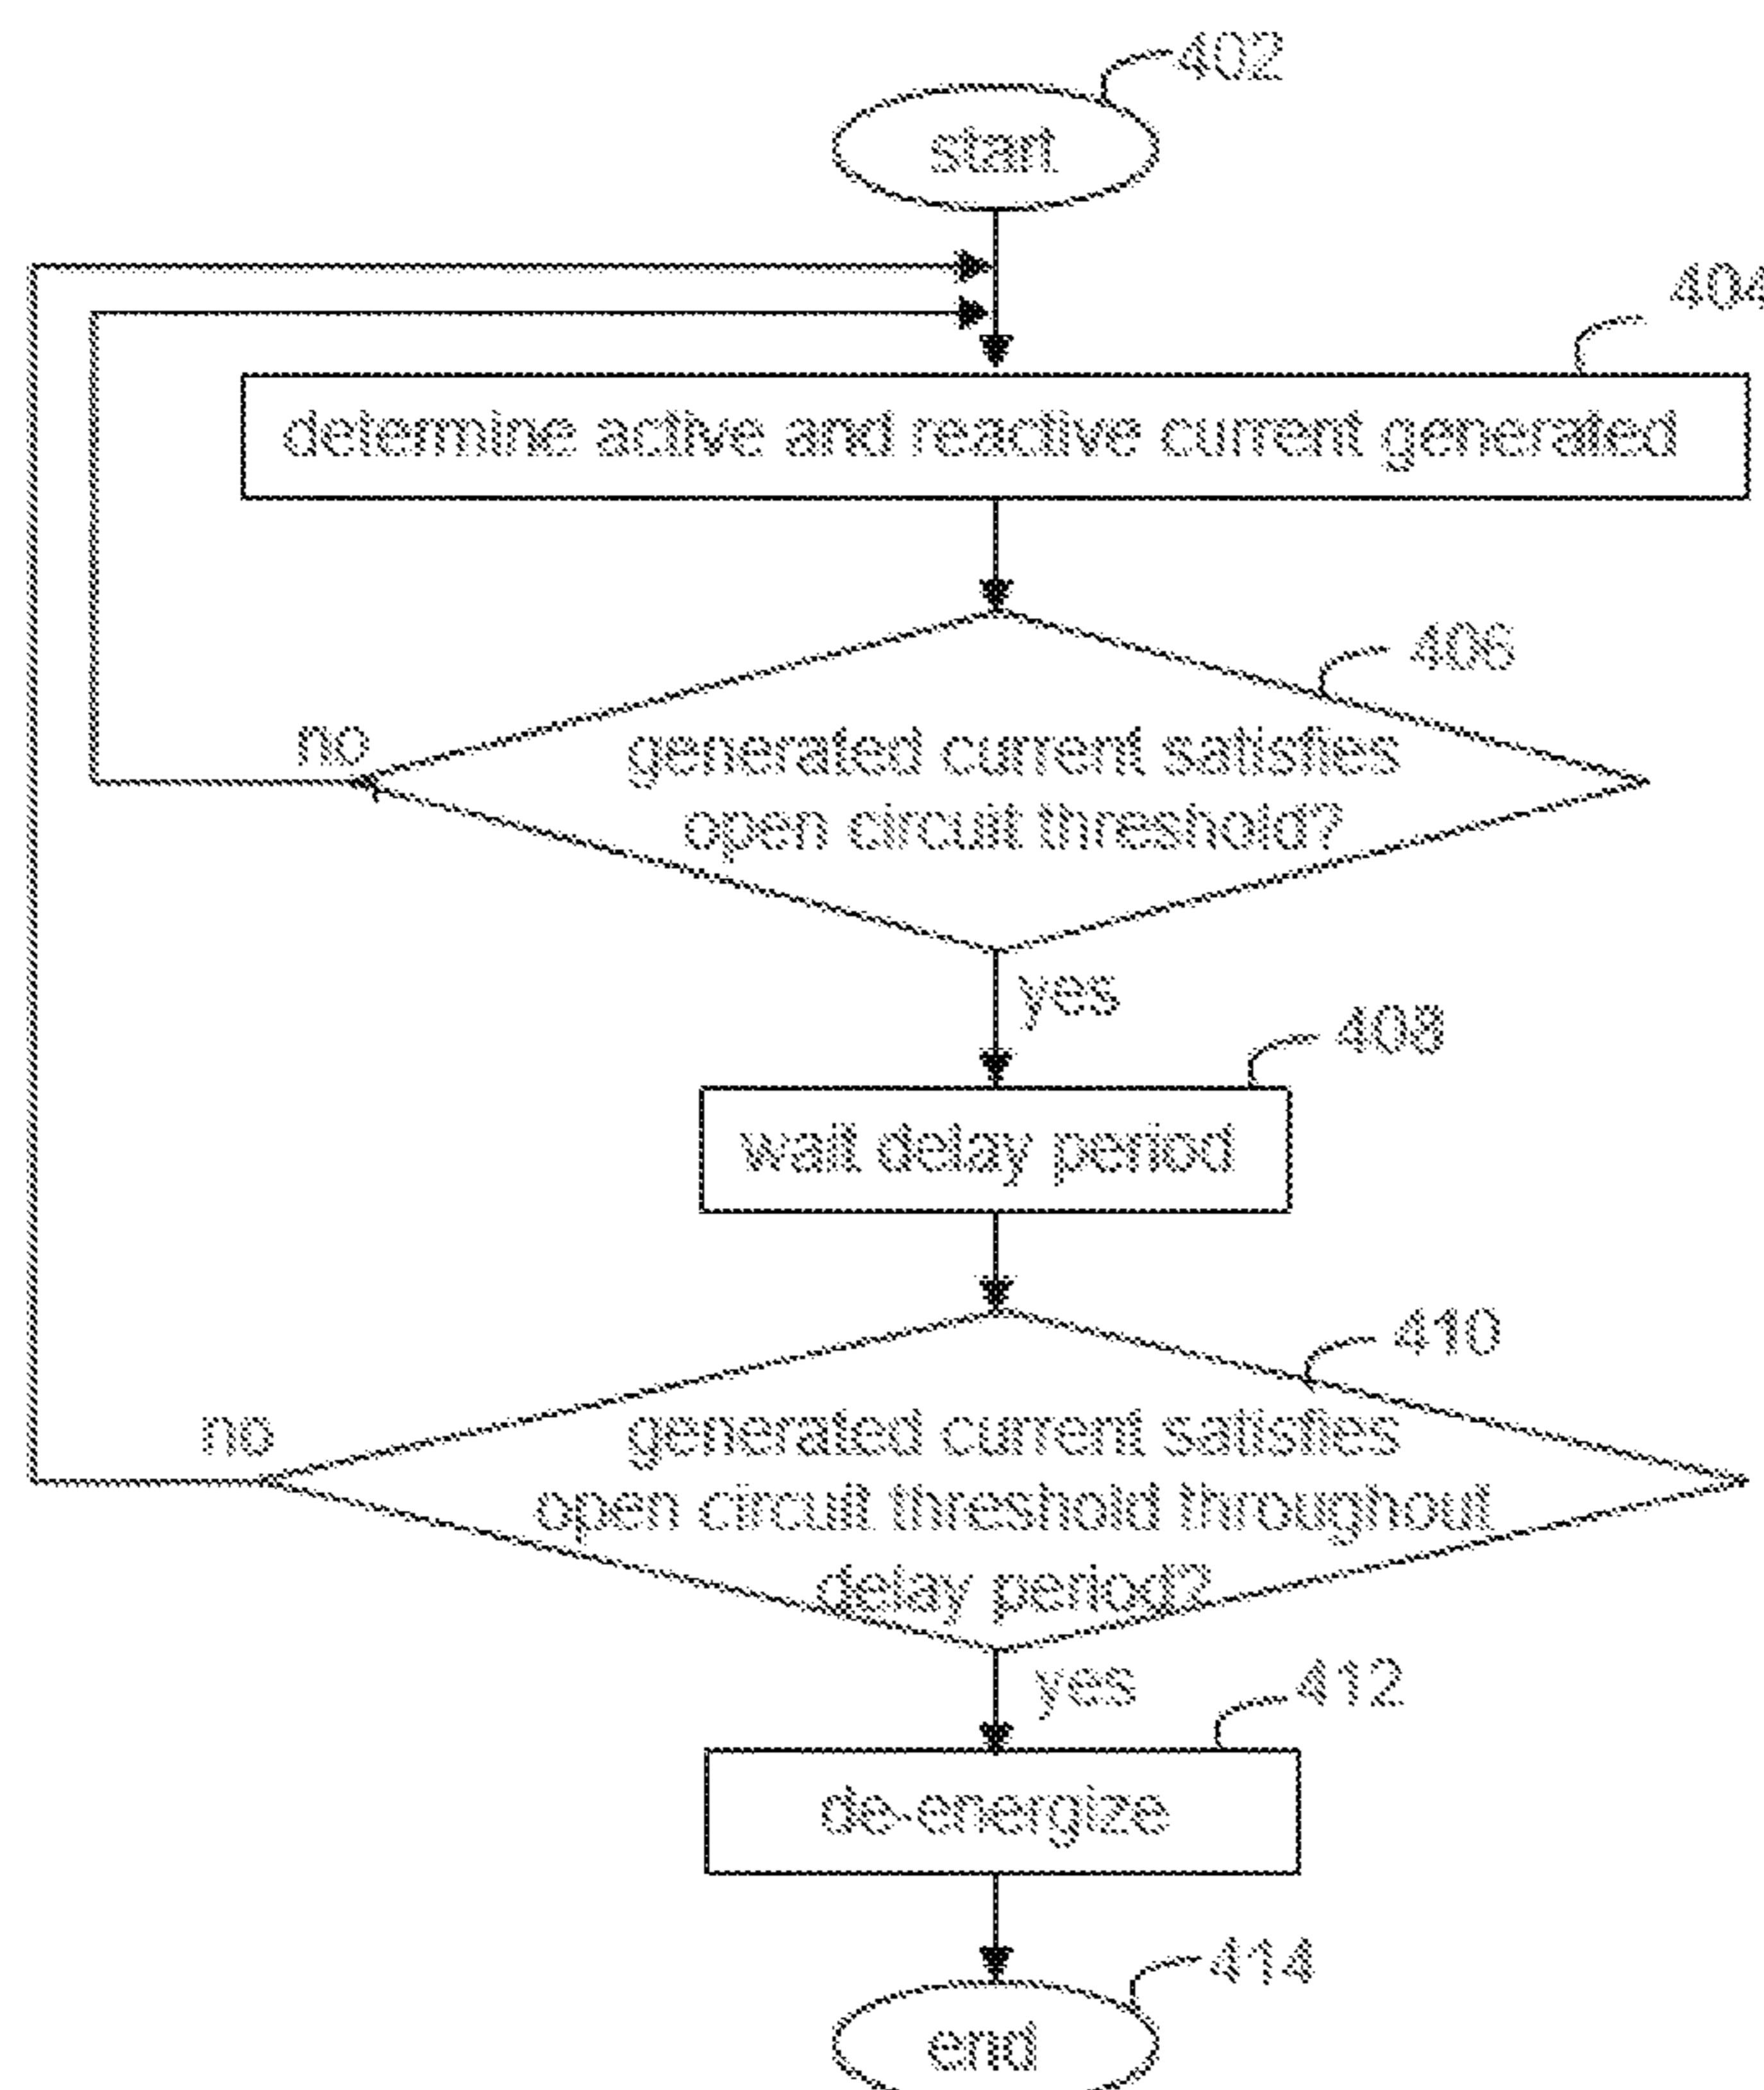 402
start
404
determine active and reactive current generated
406
no
generated current satisfies
open circuit threshold?
yes
408
wait delay period
410
no
generated current satisfies
open circuit threshold throughout
delay period?
yes
412
de-energize
414
end